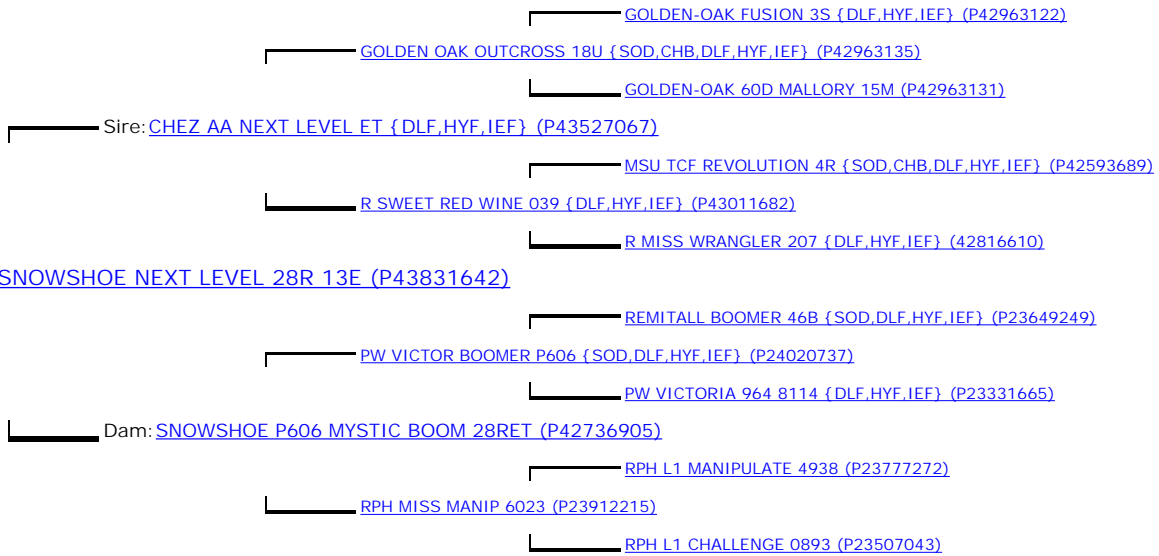 GOLDEN-OAK FUSION 3S {DLF,HYF,IEF} (P42963122)
GOLDEN OAK OUTCROSS 18U {SOD,CHB,DLF,HYF,IEF} (P42963135)
GOLDEN-OAK 60D MALLORY 15M (P42963131)
Sire: CHEZ AA NEXT LEVEL ET {DLF,HYF,IEF} (P43527067)
MSU TCF REVOLUTION 4R {SOD,CHB,DLF,HYF,IEF} (P42593689)
R SWEET RED WINE 039 {DLF,HYF,IEF} (P43011682)
R MISS WRANGLER 207 {DLF,HYF,IEF} (42816610)
SNOWSHOE NEXT LEVEL 28R 13E (P43831642)
REMITALL BOOMER 46B {SOD,DLF,HYF,IEF} (P23649249)
PW VICTOR BOOMER P606 {SOD,DLF,HYF,IEF} (P24020737)
PW VICTORIA 964 8114 {DLF,HYF,IEF} (P23331665)
Dam: SNOWSHOE P606 MYSTIC BOOM 28RET (P42736905)
RPH L1 MANIPULATE 4938 (P23777272)
RPH MISS MANIP 6023 (P23912215)
RPH L1 CHALLENGE 0893 (P23507043)